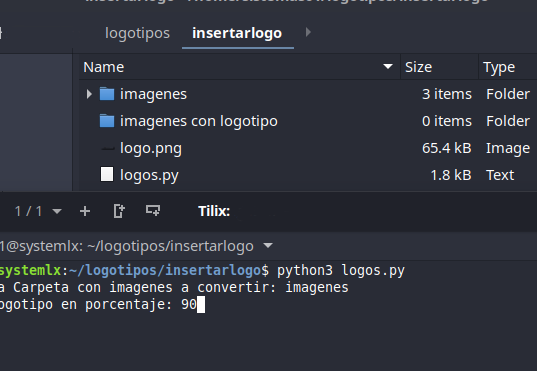 insertarlogo
logotipos insertarlogo
Name Size Type
imagenes 3 items Folder
imagenes con logotipo 0 items Folder
logo.png 65.4 kB Image
logos.py 1.8 kB Text
1 / 1 Tilix:
1@systemlx: ~/logotipos/insertarlogo
systemlx:~/logotipos/insertarlogo$ python3 logos.py
a Carpeta con imagenes a convertir: imagenes
ogotipo en porcentaje: 90